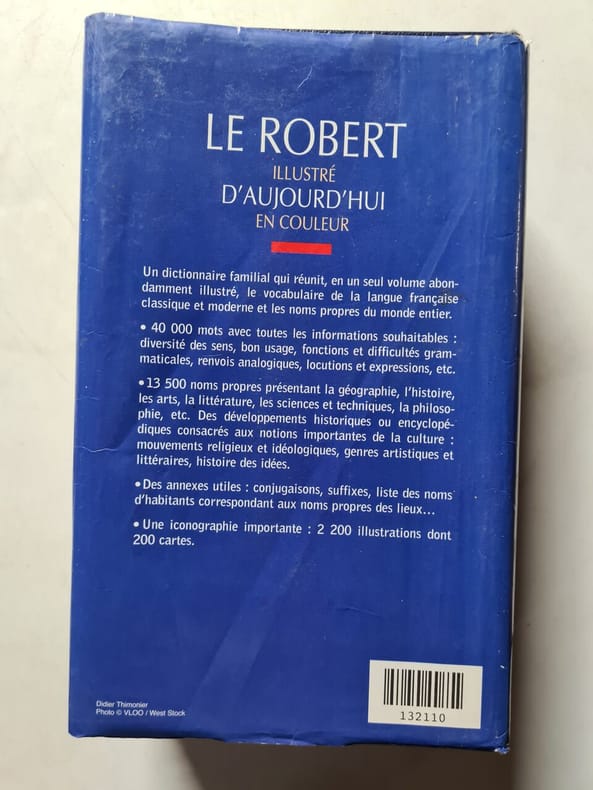 LE ROBERT
ILLUSTRÉ
D'AUJOURD'HUI
EN COULEUR
Un dictionnaire familial qui réunit, en un seul volume abon-
damment illustré, le vocabulaire de la langue française
classique et moderne et les noms propres du monde entier.
• 40 000 mots avec toutes les informations souhaitables :
diversité des sens, bon usage, fonctions et difficultés gram-
maticales, renvois analogiques, locutions et expressions, etc.
• 13 500 noms propres présentant la géographie, l'histoire,
les arts, la littérature, les sciences et techniques, la philoso-
phie, etc. Des développements historiques ou encyclopé-
diques consacrés aux notions importantes de la culture :
mouvements religieux et idéologiques, genres artistiques et
littéraires, histoire des idées.
• Des annexes utiles : conjugaisons, suffixes, liste des noms
d'habitants correspondant aux noms propres des lieux...
• Une iconographie importante : 2 200 illustrations dont
200 cartes.
Didier Thimonier
Photo © VLOO / West Stock
132110